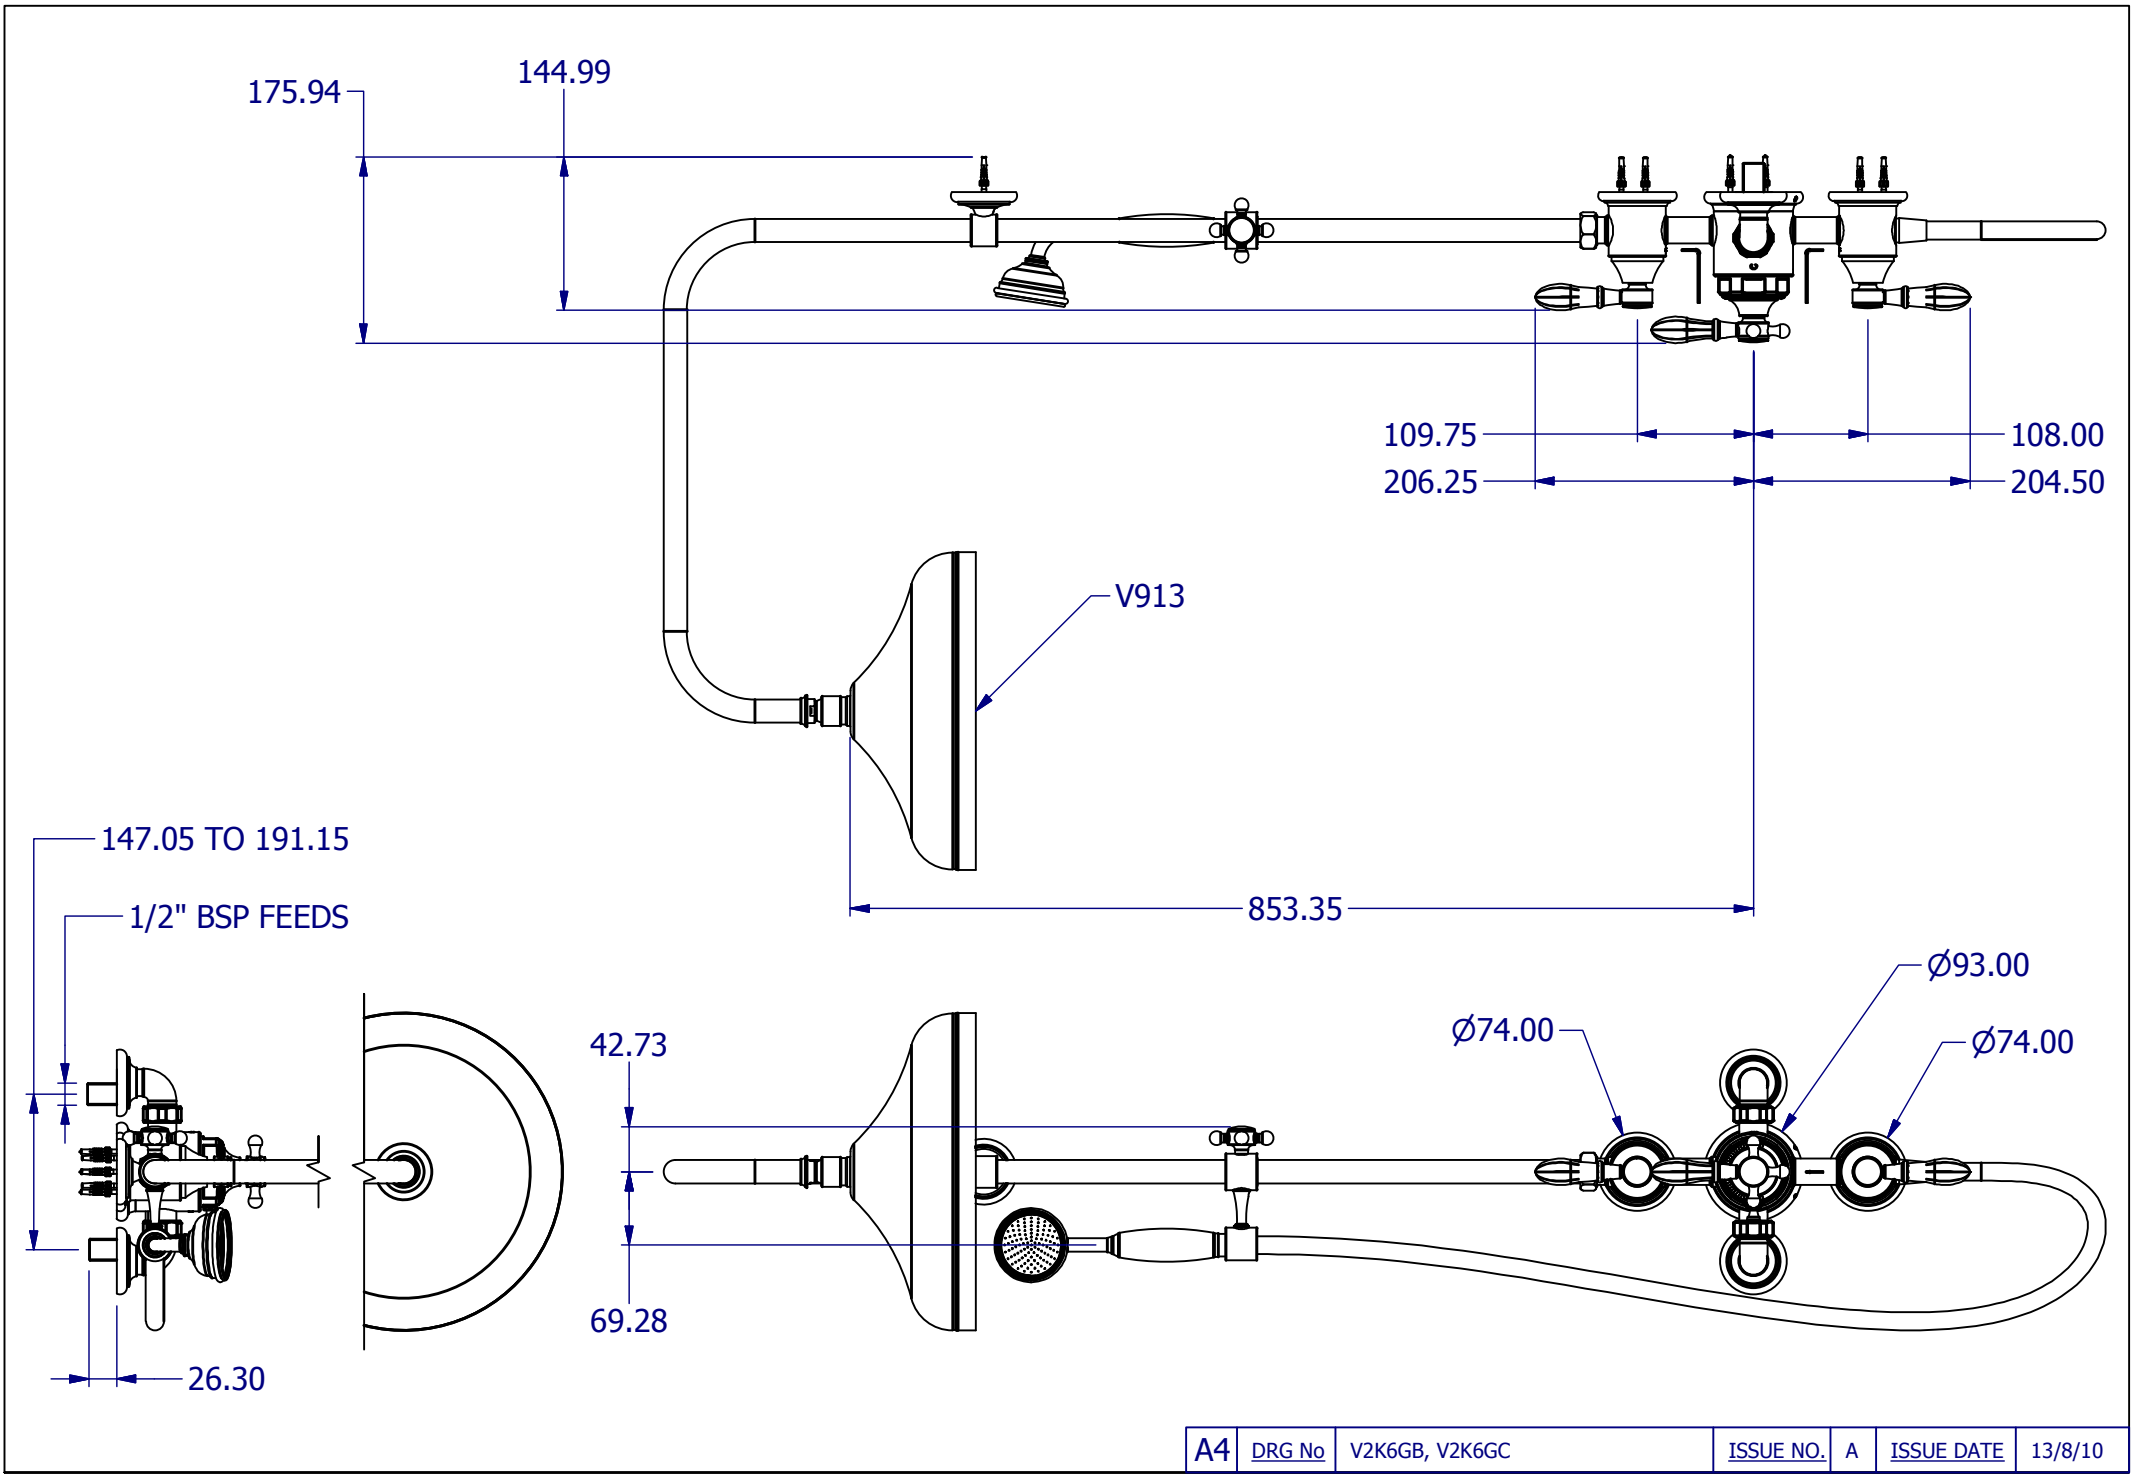 144.99
175.94
109.75
108.00
206.25
204.50
V913
147.05 TO 191.15
1/2" BSP FEEDS
853.35
Ø93.00
Ø74.00
Ø74.00
42.73
69.28
26.30
A4 DRG No V2K6GB, V2K6GC ISSUE NO. A ISSUE DATE 13/8/10